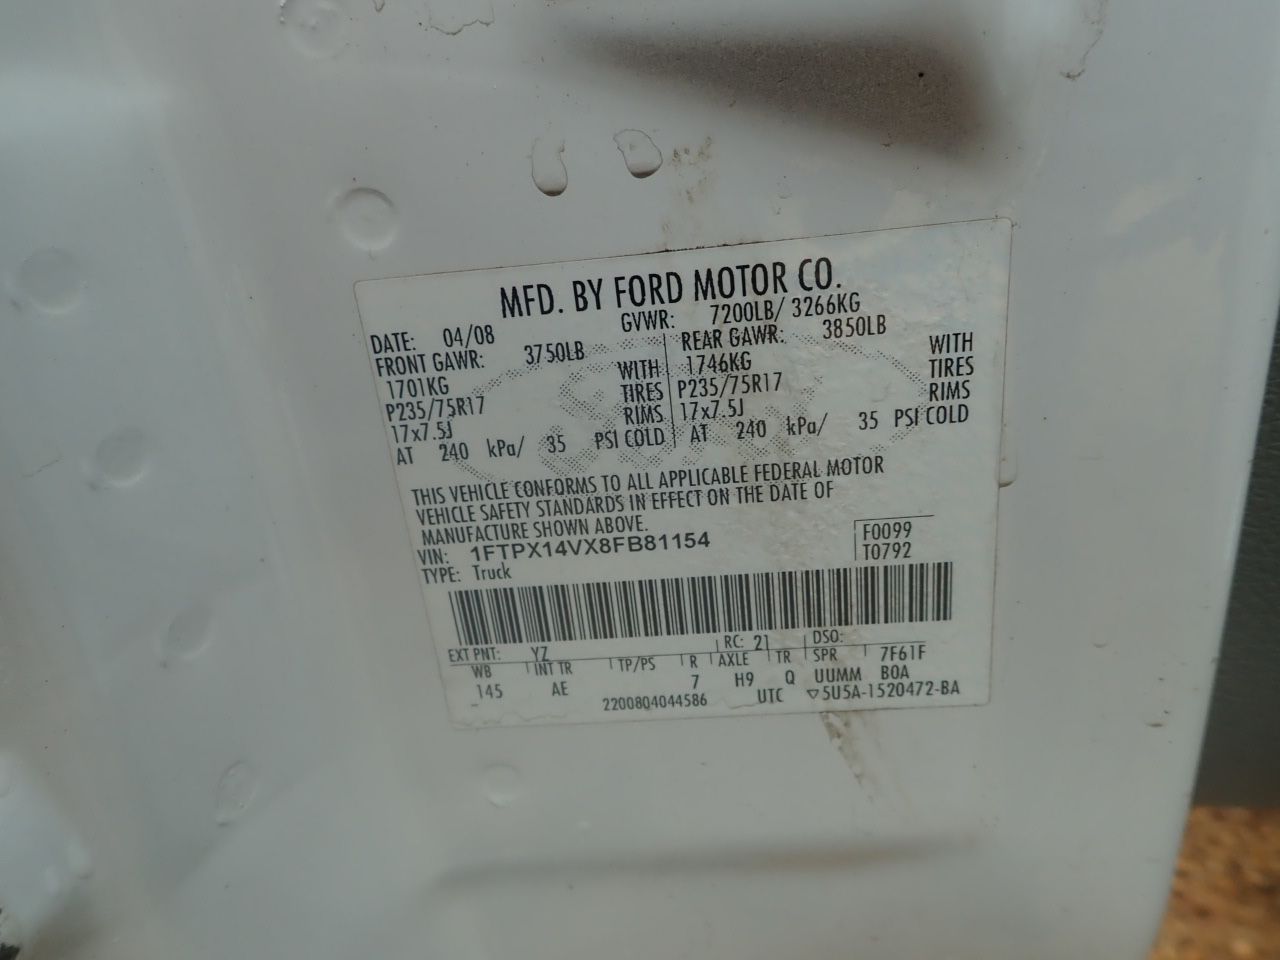 MFD. BY FORD MOTOR CO.
DATE: 04/08 GVWR: 7200LB/ 3266KG
FRONT GAWR: 3750LB REAR GAWR: 3850LB
1701KG WITH 1746KG WITH
P235/75R17 TIRES P235/75R17 TIRES
17x7.5J RIMS 17x7.5J RIMS
AT 240 kPa/ 35 PSI COLD AT 240 kPa/ 35 PSI COLD
THIS VEHICLE CONFORMS TO ALL APPLICABLE FEDERAL MOTOR
VEHICLE SAFETY STANDARDS IN EFFECT ON THE DATE OF
MANUFACTURE SHOWN ABOVE.
VIN: 1FTPX14VX8FB81154 F0099
TYPE: Truck T0792
EXT PNT: YZ RC: 21 DSO:
WB INT TR TP/PS R AXLE TR SPR 7F61F
145 AE 7 H9 Q UUMM BOA
2200804044586 UTC ▽5U5A-1520472-BA